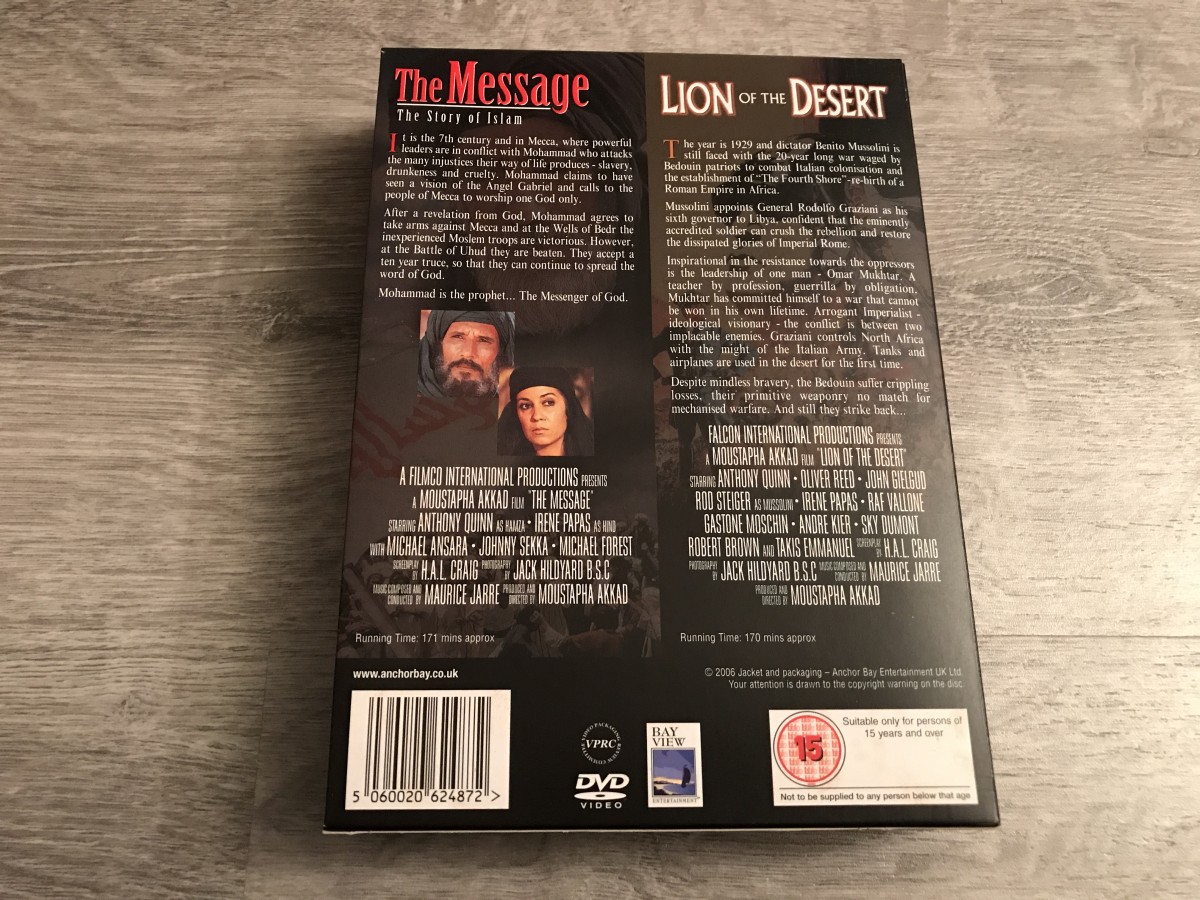 The Message
The Story of Islam
It is the 7th century and in Mecca, where powerful
leaders are in conflict with Mohammad who attacks
the many injustices their way of life produces - slavery,
drunkeness and cruelty. Mohammad claims to have
seen a vision of the Angel Gabriel and calls to the
people of Mecca to worship one God only.
After a revelation from God, Mohammad agrees to
take arms against Mecca and at the Wells of Bedr the
inexperienced Moslem troops are victorious. However,
at the Battle of Uhud they are beaten. They accept a
ten year truce, so that they can continue to spread the
word of God.
Mohammad is the prophet... The Messenger of God.
A FILMCO INTERNATIONAL PRODUCTIONS PRESENTS
A MOUSTAPHA AKKAD FILM "THE MESSAGE"
STARRING ANTHONY QUINN AS HAMZA • IRENE PAPAS AS HIND
WITH MICHAEL ANSARA • JOHNNY SEKKA • MICHAEL FOREST
SCREENPLAY BY H.A.L. CRAIG PHOTOGRAPHY BY JACK HILDYARD B.S.C
MUSIC COMPOSED AND CONDUCTED BY MAURICE JARRE PRODUCED AND DIRECTED BY MOUSTAPHA AKKAD
Running Time: 171 mins approx
LION OF THE DESERT
The year is 1929 and dictator Benito Mussolini is
still faced with the 20-year long war waged by
Bedouin patriots to combat Italian colonisation and
the establishment of "The Fourth Shore"-re-birth of a
Roman Empire in Africa.
Mussolini appoints General Rodolfo Graziani as his
sixth governor to Libya, confident that the eminently
accredited soldier can crush the rebellion and restore
the dissipated glories of Imperial Rome.
Inspirational in the resistance towards the oppressors
is the leadership of one man - Omar Mukhtar. A
teacher by profession, guerrilla by obligation,
Mukhtar has committed himself to a war that cannot
be won in his own lifetime. Arrogant Imperialist -
ideological visionary - the conflict is between two
implacable enemies. Graziani controls North Africa
with the might of the Italian Army. Tanks and
airplanes are used in the desert for the first time.
Despite mindless bravery, the Bedouin suffer crippling
losses, their primitive weaponry no match for
mechanised warfare. And still they strike back...
FALCON INTERNATIONAL PRODUCTIONS PRESENTS
A MOUSTAPHA AKKAD FILM "LION OF THE DESERT"
STARRING ANTHONY QUINN • OLIVER REED • JOHN GIELGUD
ROD STEIGER AS MUSSOLINI • IRENE PAPAS • RAF VALLONE
GASTONE MOSCHIN • ANDRE KIER • SKY DUMONT
ROBERT BROWN AND TAKIS EMMANUEL SCREENPLAY BY H.A.L. CRAIG
PHOTOGRAPHY BY JACK HILDYARD B.S.C MUSIC COMPOSED AND CONDUCTED BY MAURICE JARRE
PRODUCED AND DIRECTED BY MOUSTAPHA AKKAD
Running Time: 170 mins approx
www.anchorbay.co.uk
© 2006 Jacket and packaging – Anchor Bay Entertainment UK Ltd.
Your attention is drawn to the copyright warning on the disc
5 060020 624872 >
VIDEO PACKAGING REVIEW COMMITTEE
VPRC
DVD
VIDEO
BAY
VIEW
ENTERTAINMENT
15
Suitable only for persons of
15 years and over
Not to be supplied to any person below that age